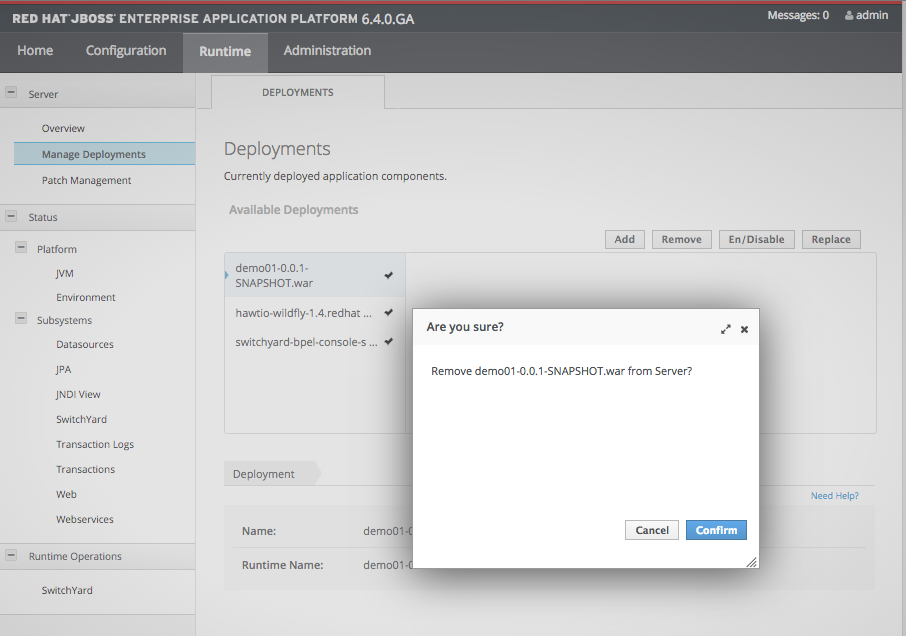 RED HAT® JBOSS® ENTERPRISE APPLICATION PLATFORM 6.4.0.GA
Messages: 0 admin
Home Configuration Runtime Administration
Server
Overview
Manage Deployments
Patch Management
Status
Platform
JVM
Environment
Subsystems
Datasources
JPA
JNDI View
SwitchYard
Transaction Logs
Transactions
Web
Webservices
Runtime Operations
SwitchYard
DEPLOYMENTS
Deployments
Currently deployed application components.
Available Deployments
Add Remove En/Disable Replace
demo01-0.0.1-
SNAPSHOT.war
hawtio-wildfly-1.4.redhat ...
switchyard-bpel-console-s ...
Are you sure?
Remove demo01-0.0.1-SNAPSHOT.war from Server?
Cancel Confirm
Deployment
Need Help?
Name: demo01-0
Runtime Name: demo01-0